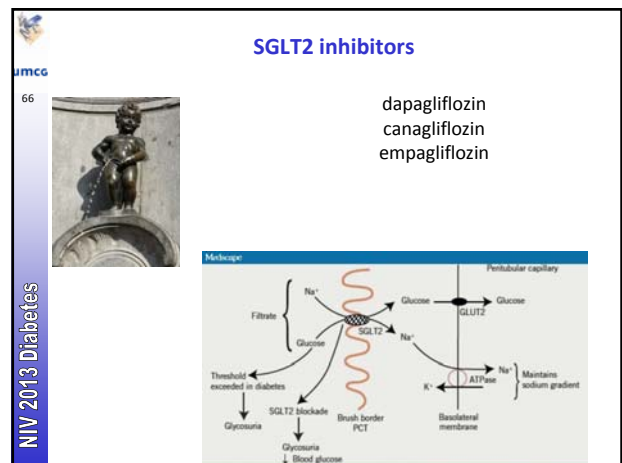 SGLT2 inhibitors
umcg
66
dapagliflozin
canagliflozin
empagliflozin
NIV 2013 Diabetes
Medscape
Peritubular capillary
Na⁺
Filtrate
Glucose
Glucose
GLUT2
Glucose
SGLT2
Na⁺
Glucose
Threshold
exceeded in diabetes
Glycosuria
SGLT2 blockade
Glycosuria
↓ Blood glucose
Brush border
PCT
K⁺
ATPase
Na⁺
Maintains
sodium gradient
Basolateral
membrane